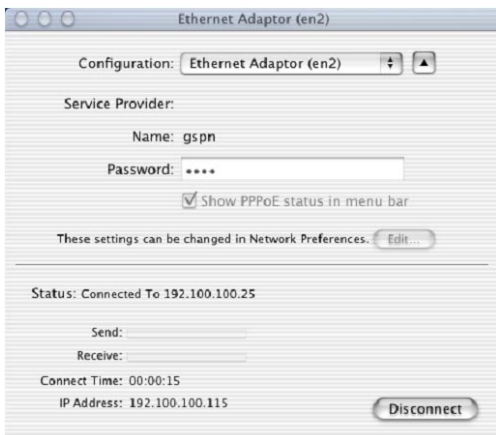 Ethernet Adaptor (en2)
Configuration: Ethernet Adaptor (en2)
Service Provider:
Name: gspn
Password: ••••
Show PPPoE status in menu bar
These settings can be changed in Network Preferences. Edit...
Status: Connected To 192.100.100.25
Send:
Receive:
Connect Time: 00:00:15
IP Address: 192.100.100.115
Disconnect